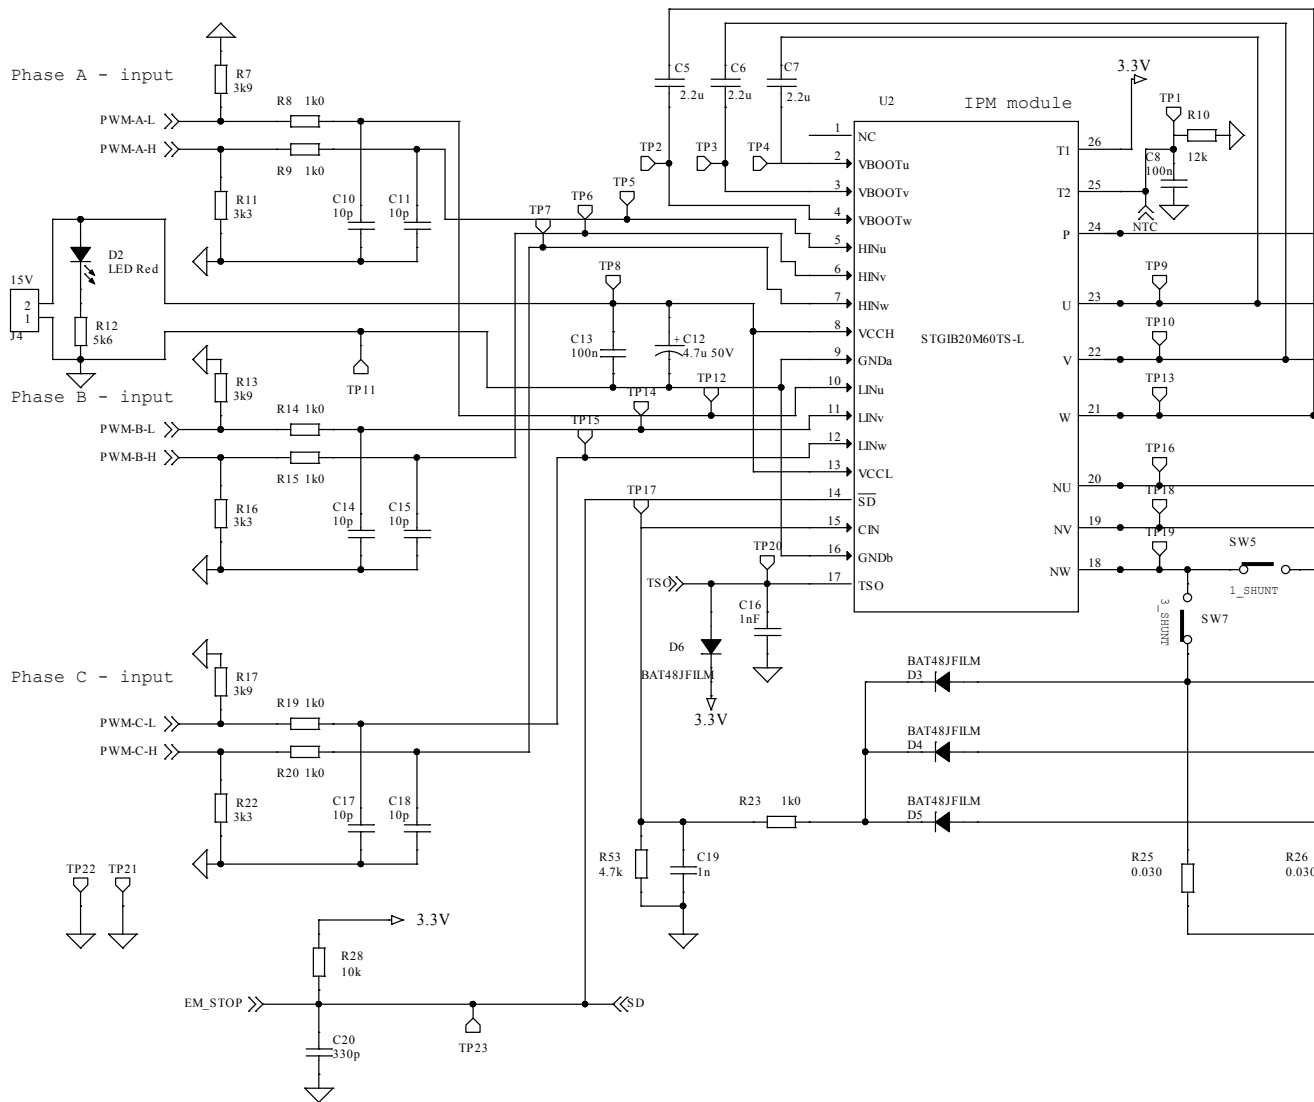 Phase A - input
R7
3k9
R8 1k0
PWM-A-L
PWM-A-H
R9 1k0
R11
3k3
C10
10p
C11
10p
D2
LED Red
15V
2
1
J4
R12
5k6
TP11
R13
3k9
Phase B - input
R14 1k0
PWM-B-L
PWM-B-H
R15 1k0
R16
3k3
C14
10p
C15
10p
Phase C - input
R17
3k9
R19 1k0
PWM-C-L
PWM-C-H
R20 1k0
R22
3k3
C17
10p
C18
10p
TP22
TP21
3.3V
R28
10k
EM_STOP
SD
TP23
C20
330p
C5
2.2u
C6
2.2u
C7
2.2u
TP2
TP3
TP4
TP5
TP6
TP7
TP8
C13
100n
+
C12
4.7u 50V
TP12
TP14
TP15
TP17
TP20
TSO
C16
1nF
D6
BAT48JFILM
3.3V
U2
IPM module
STGIB20M60TS-L
1
NC
2
VBOOTu
3
VBOOTv
4
VBOOTw
5
HINu
6
HINv
7
HINw
8
VCCH
9
GNDa
10
LINu
11
LINv
12
LINw
13
VCCL
14
SD
15
CIN
16
GNDb
17
TSO
T1
26
T2
25
P
24
U
23
V
22
W
21
NU
20
NV
19
NW
18
3.3V
TP1
R10
12k
C8
100n
NTC
TP9
TP10
TP13
TP16
TP18
TP19
SW5
1_SHUNT
3_SHUNT
SW7
BAT48JFILM
D3
BAT48JFILM
D4
BAT48JFILM
D5
R23 1k0
R53
4.7k
C19
1n
R25
0.030
R26
0.030